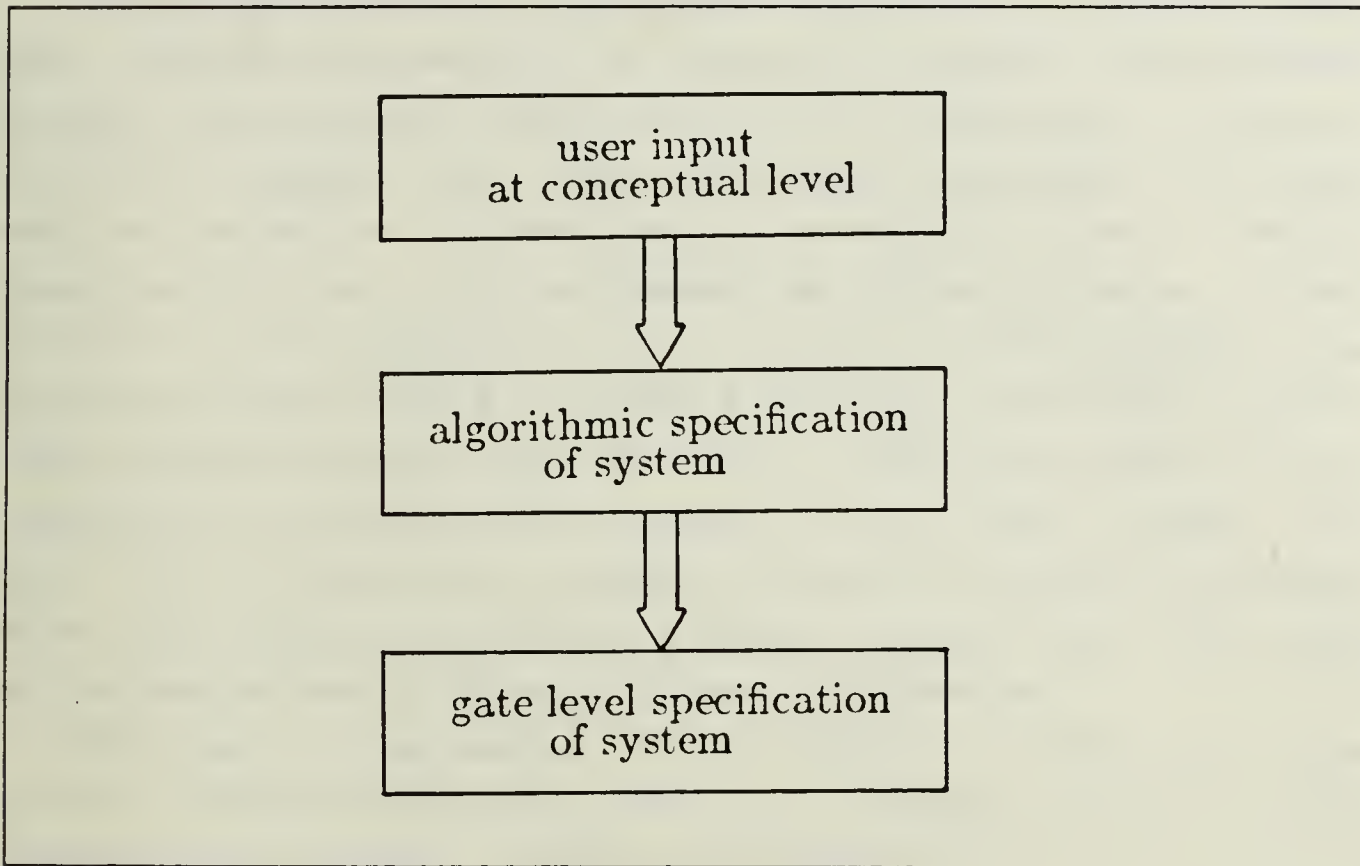 user input
at conceptual level
algorithmic specification
of system
gate level specification
of system